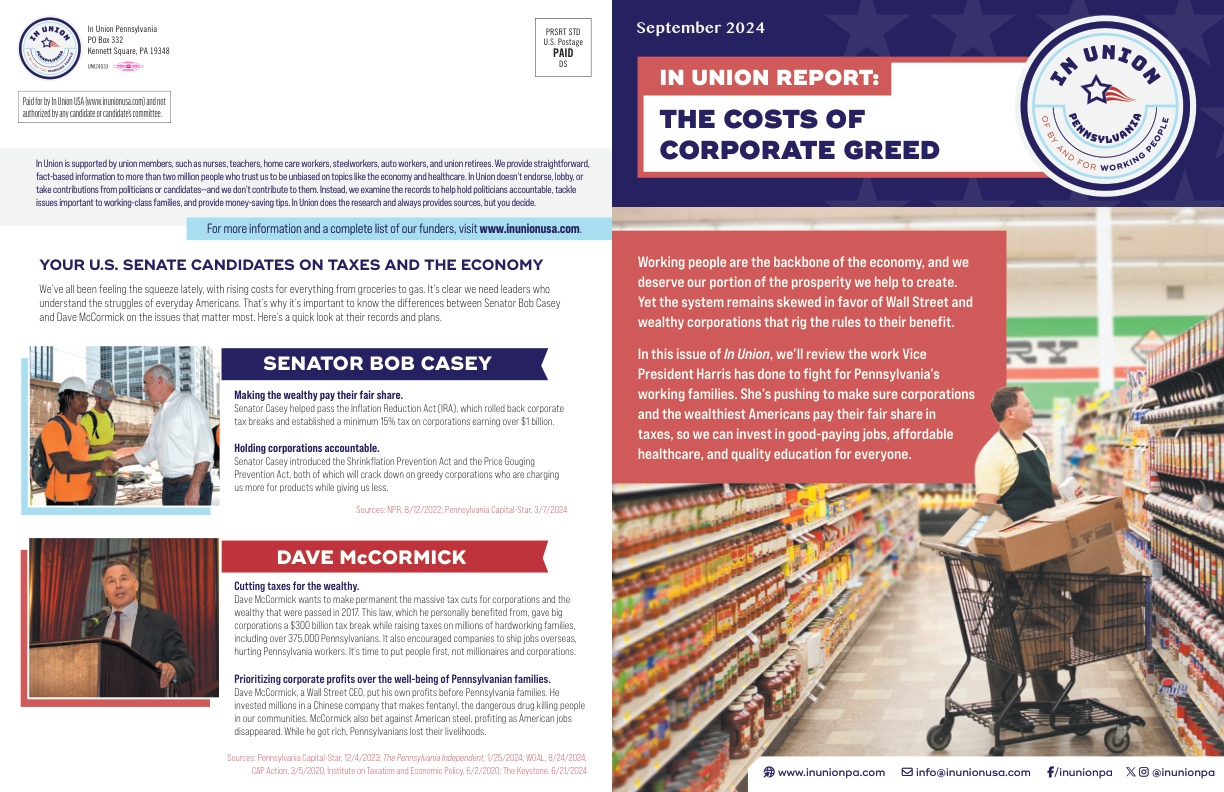 IN UNION
PENNSYLVANIA
OF BY AND FOR WORKING PEOPLE
In Union Pennsylvania
PO Box 332
Kennett Square, PA 19348
UNI24033
PRSRT STD
U.S. Postage
PAID
DS
Paid for by In Union USA (www.inunionusa.com) and not
authorized by any candidate or candidate's committee.
In Union is supported by union members, such as nurses, teachers, home care workers, steelworkers, auto workers, and union retirees. We provide straightforward,
fact-based information to more than two million people who trust us to be unbiased on topics like the economy and healthcare. In Union doesn't endorse, lobby, or
take contributions from politicians or candidates—and we don't contribute to them. Instead, we examine the records to help hold politicians accountable, tackle
issues important to working-class families, and provide money-saving tips. In Union does the research and always provides sources, but you decide.
For more information and a complete list of our funders, visit www.inunionusa.com.
YOUR U.S. SENATE CANDIDATES ON TAXES AND THE ECONOMY
We've all been feeling the squeeze lately, with rising costs for everything from groceries to gas. It's clear we need leaders who
understand the struggles of everyday Americans. That's why it's important to know the differences between Senator Bob Casey
and Dave McCormick on the issues that matter most. Here's a quick look at their records and plans.
SENATOR BOB CASEY
Making the wealthy pay their fair share.
Senator Casey helped pass the Inflation Reduction Act (IRA), which rolled back corporate
tax breaks and established a minimum 15% tax on corporations earning over $1 billion.
Holding corporations accountable.
Senator Casey introduced the Shrinkflation Prevention Act and the Price Gouging
Prevention Act, both of which will crack down on greedy corporations who are charging
us more for products while giving us less.
Sources: NPR, 8/12/2022; Pennsylvania Capital-Star, 3/7/2024
DAVE McCORMICK
Cutting taxes for the wealthy.
Dave McCormick wants to make permanent the massive tax cuts for corporations and the
wealthy that were passed in 2017. This law, which he personally benefited from, gave big
corporations a $300 billion tax break while raising taxes on millions of hardworking families,
including over 375,000 Pennsylvanians. It also encouraged companies to ship jobs overseas,
hurting Pennsylvania workers. It's time to put people first, not millionaires and corporations.
Prioritizing corporate profits over the well-being of Pennsylvanian families.
Dave McCormick, a Wall Street CEO, put his own profits before Pennsylvania families. He
invested millions in a Chinese company that makes fentanyl, the dangerous drug killing people
in our communities. McCormick also bet against American steel, profiting as American jobs
disappeared. While he got rich, Pennsylvanians lost their livelihoods.
Sources: Pennsylvania Capital-Star, 12/4/2023; The Pennsylvania Independent, 1/25/2024; WGAL, 8/24/2024;
CAP Action, 3/5/2020; Institute on Taxation and Economic Policy, 6/2/2020; The Keystone, 6/21/2024
September 2024
IN UNION REPORT:
THE COSTS OF
CORPORATE GREED
IN UNION
PENNSYLVANIA
OF BY AND FOR WORKING PEOPLE
Working people are the backbone of the economy, and we
deserve our portion of the prosperity we help to create.
Yet the system remains skewed in favor of Wall Street and
wealthy corporations that rig the rules to their benefit.
In this issue of In Union, we'll review the work Vice
President Harris has done to fight for Pennsylvania's
working families. She's pushing to make sure corporations
and the wealthiest Americans pay their fair share in
taxes, so we can invest in good-paying jobs, affordable
healthcare, and quality education for everyone.
RY
www.inunionpa.com info@inunionusa.com /inunionpa @inunionpa